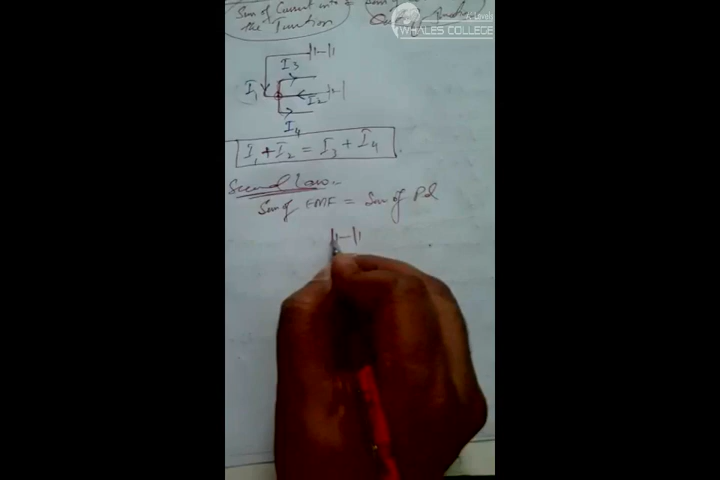 Sum of Current into =
the Junction
A Level
WHALES COLLEGE
I3
I1
I2
I4
I1 + I2 = I3 + I4
Second Law
Sum of EMF = Sum of Pd